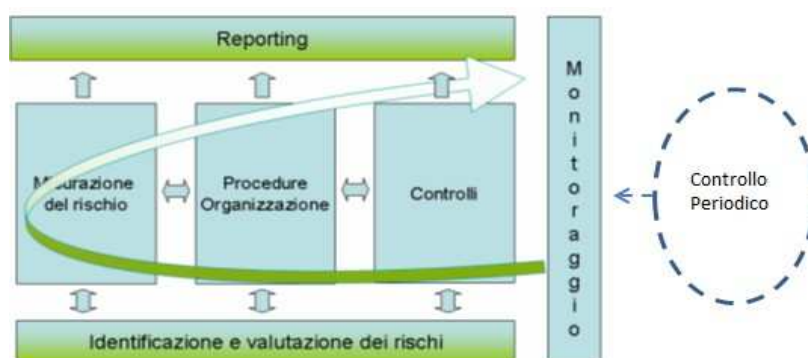 Reporting
Misurazione
del rischio
Procedure
Organizzazione
Controlli
Identificazione e valutazione dei rischi
Monitoraggio
Controllo
Periodico